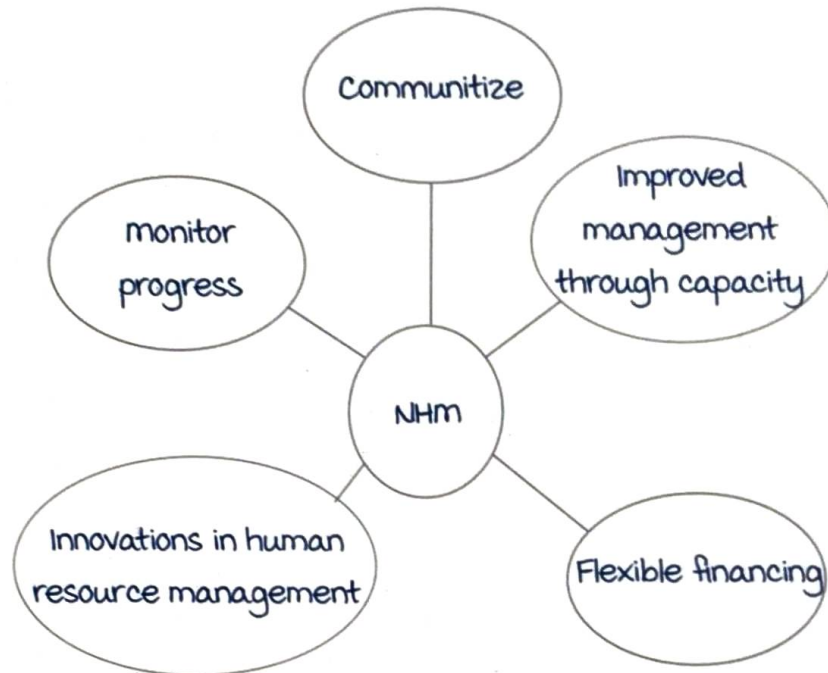 Communitize
Improved
management
through capacity
monitor
progress
NHm
Innovations in human
resource management
Flexible financing